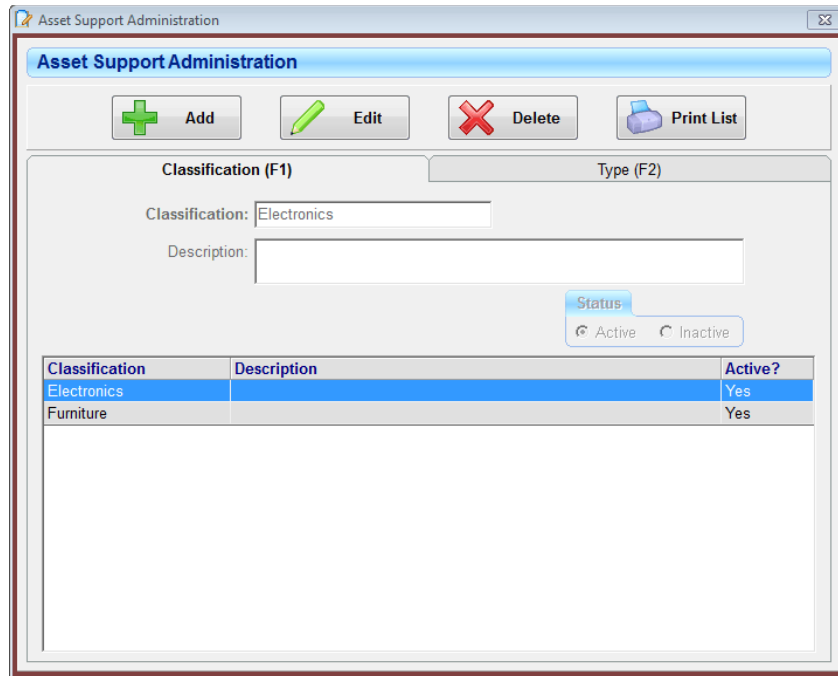 Asset Support Administration
Asset Support Administration
Add Edit Delete Print List
Classification (F1) Type (F2)
Classification: Electronics
Description:
Status
Active Inactive
Classification Description Active?
Electronics Yes
Furniture Yes